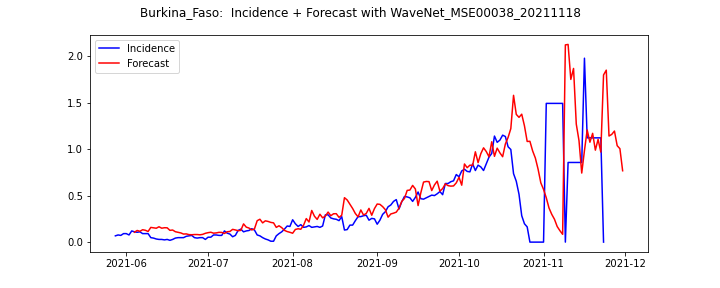 Burkina_Faso:  Incidence + Forecast with WaveNet_MSE00038_20211118
Incidence
Forecast
2.0
1.5
1.0
0.5
0.0
2021-06 2021-07 2021-08 2021-09 2021-10 2021-11 2021-12